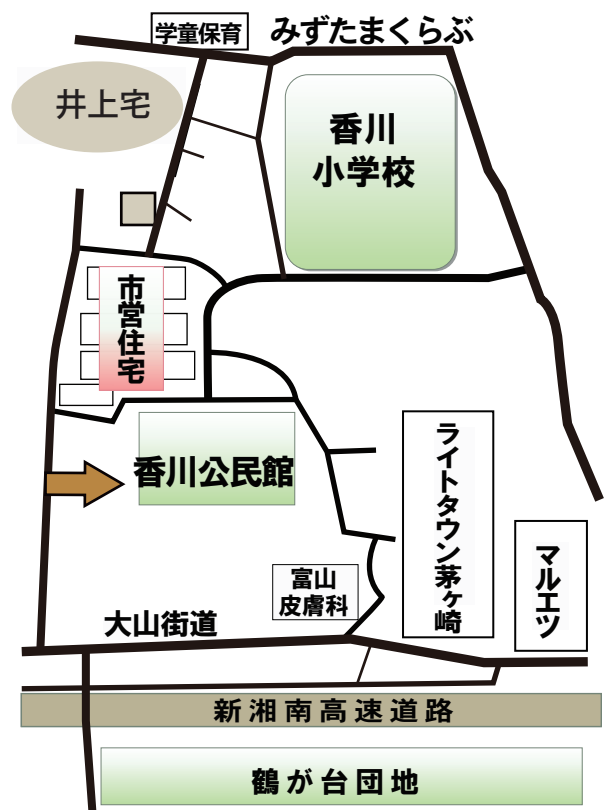 学童保育
みずたまくらぶ
井上宅
香川
小学校
市営住宅
香川公民館
ライトタウン茅ヶ崎
マルエツ
富山
皮膚科
大山街道
新湘南高速道路
鶴が台団地